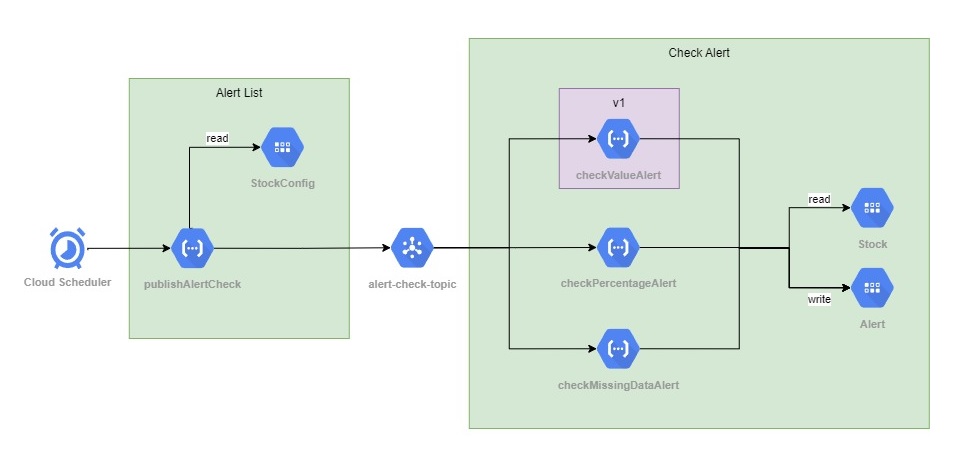 Check Alert
Alert List
v1
read
checkValueAlert
StockConfig
read
Stock
Cloud Scheduler
publishAlertCheck
alert-check-topic
checkPercentageAlert
write
Alert
checkMissingDataAlert